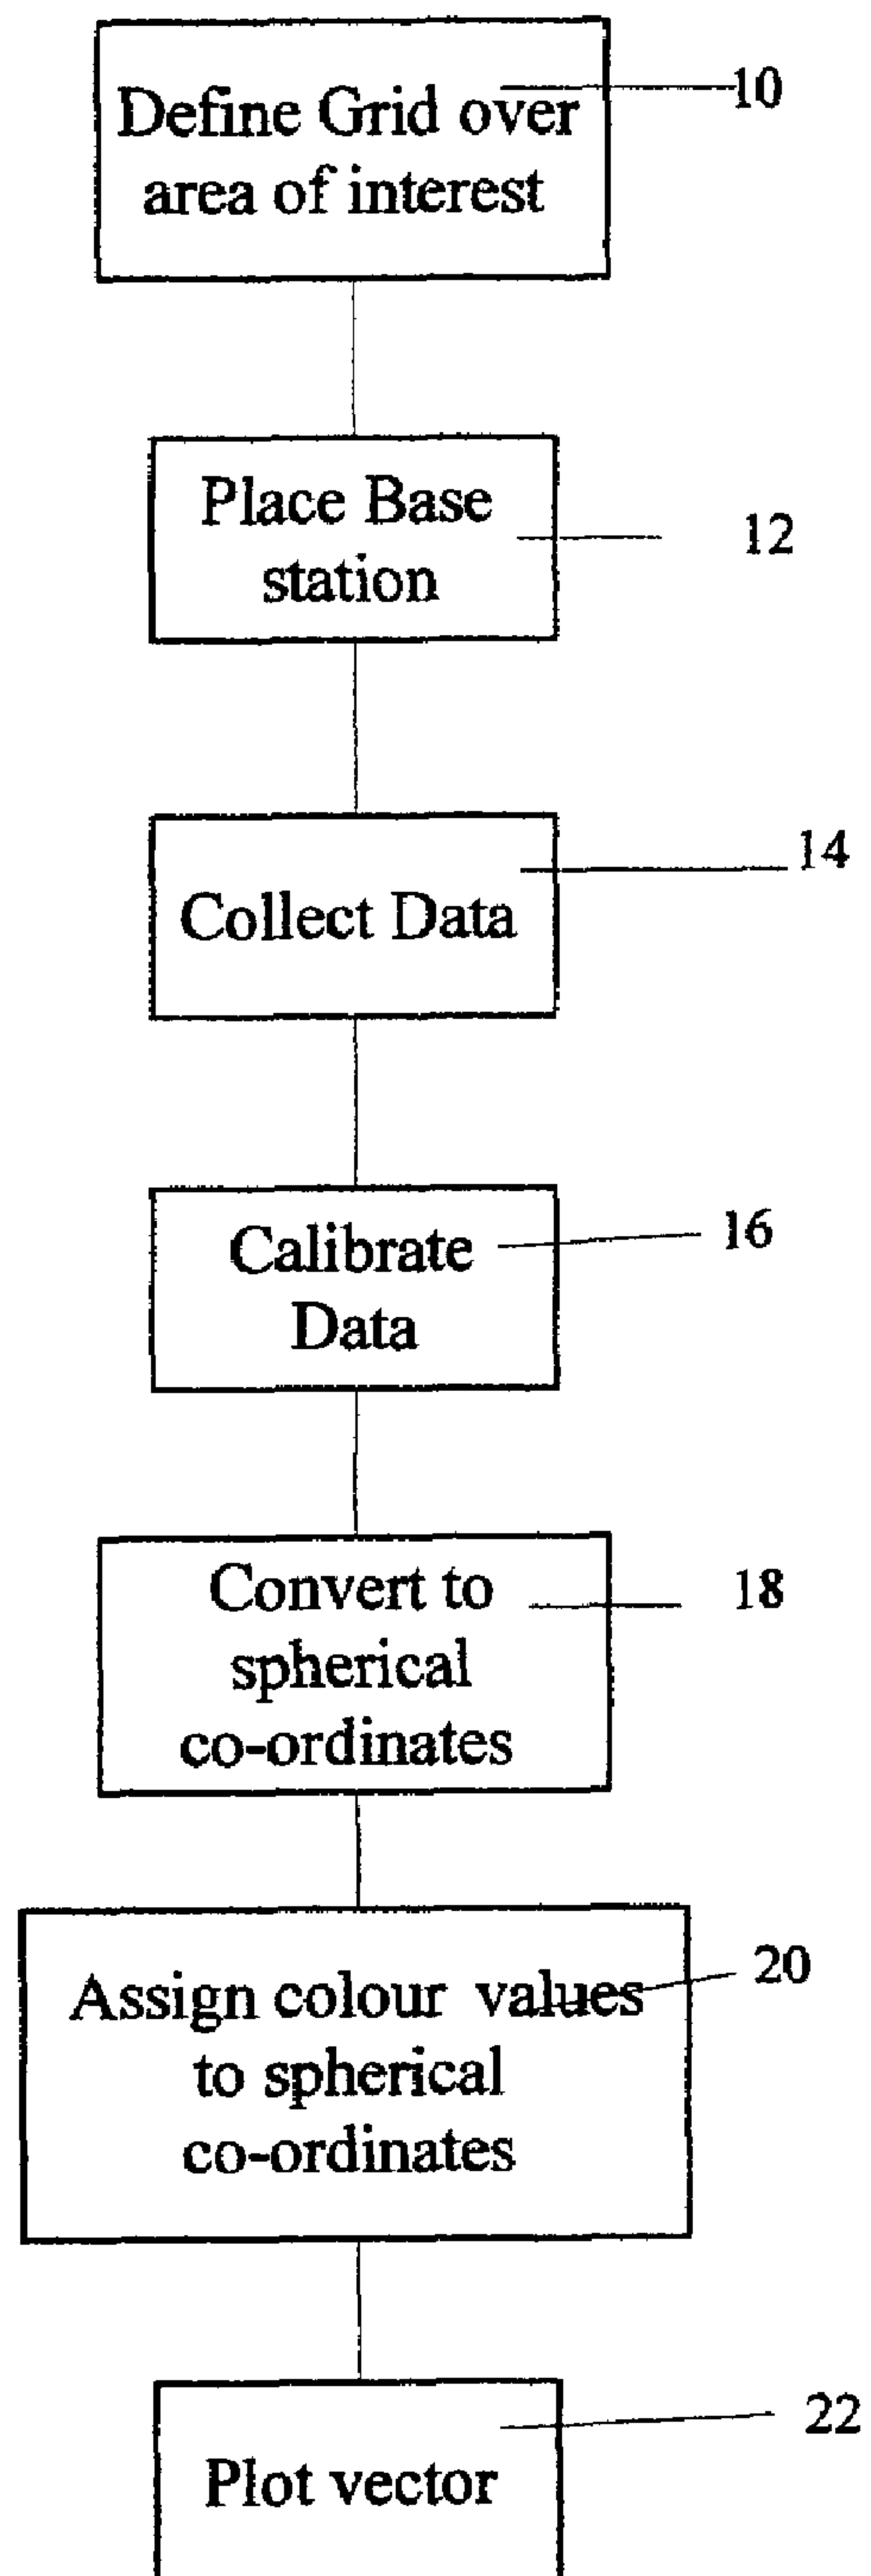 Define Grid over
area of interest
10
Place Base
station
12
Collect Data
14
Calibrate
Data
16
Convert to
spherical
co-ordinates
18
Assign colour values
to spherical
co-ordinates
20
Plot vector
22